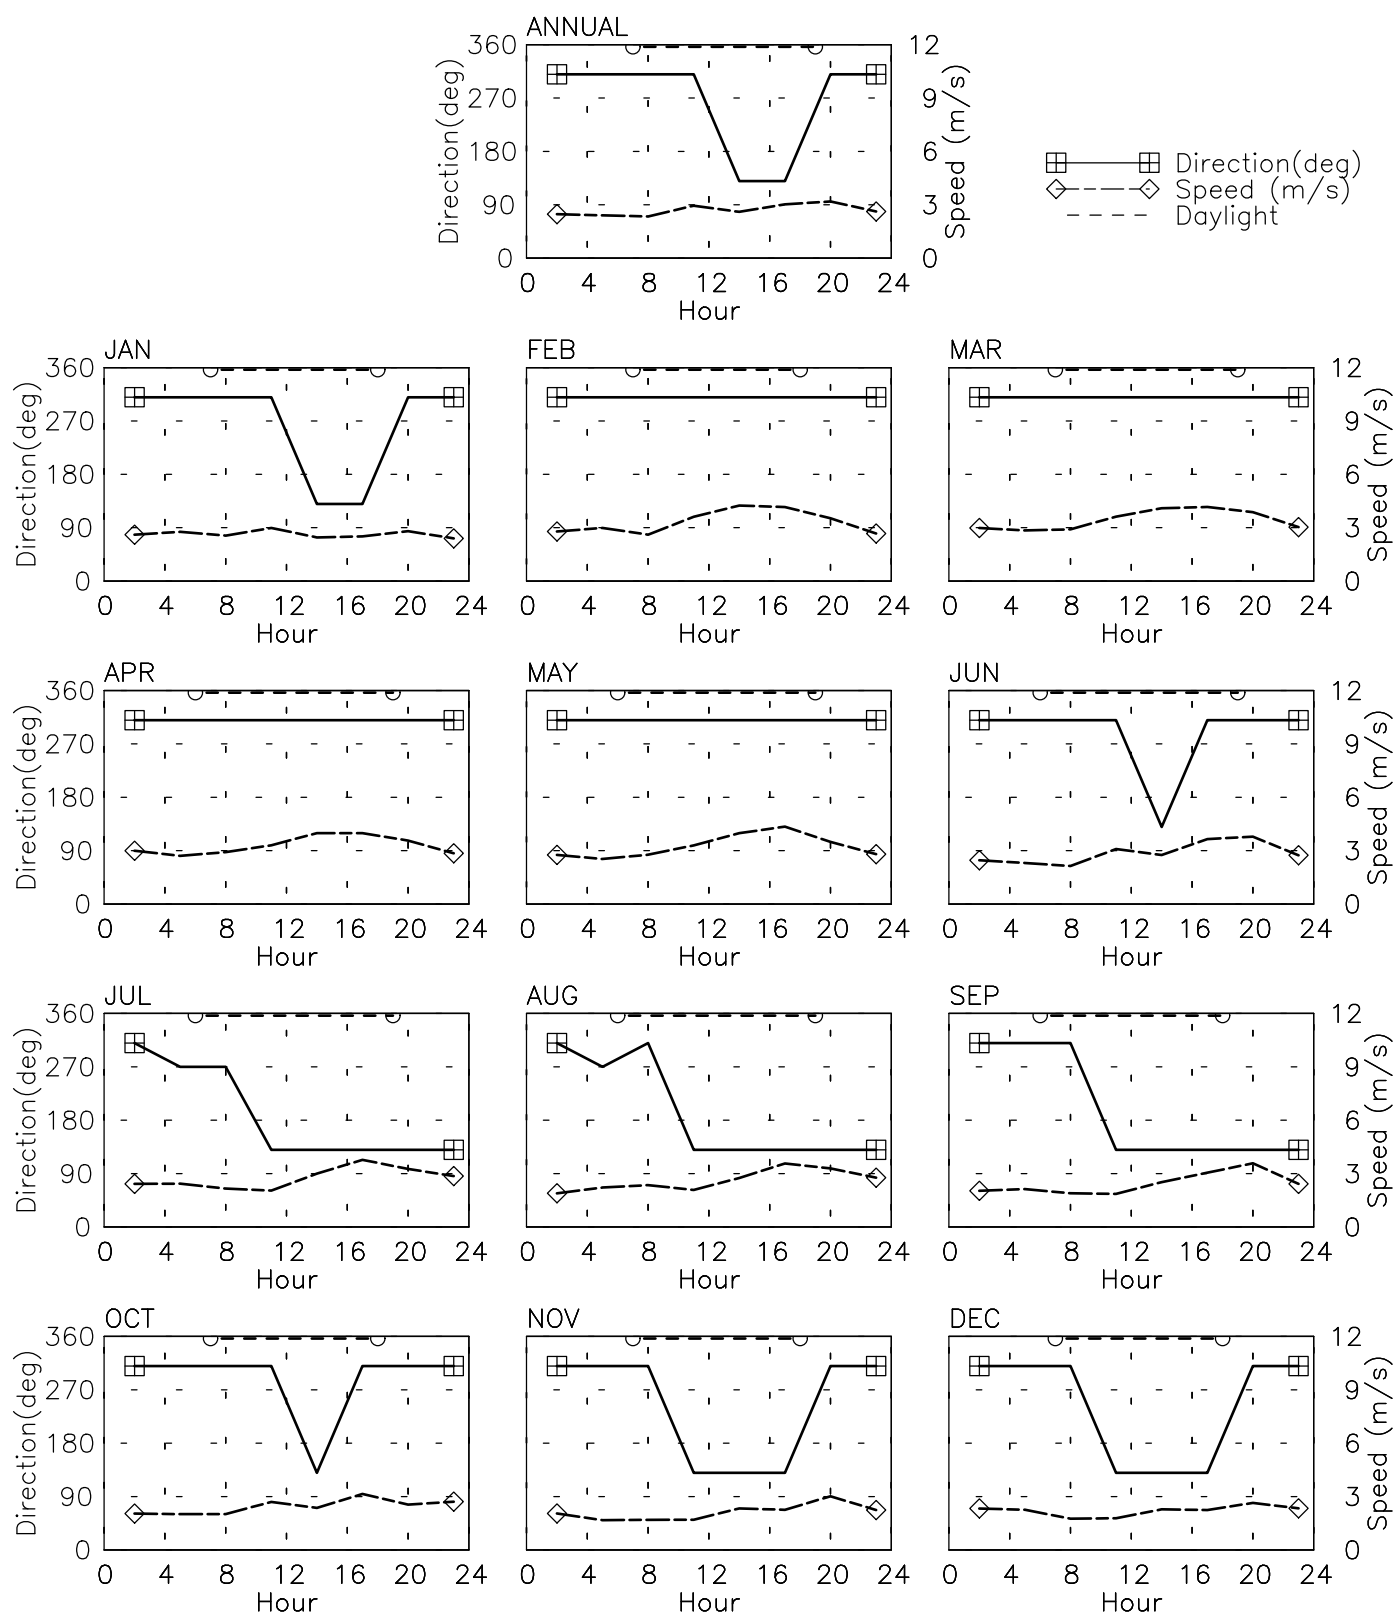 ANNUAL
360 12
270 9
180 6
90 3
0 0
Direction(deg)
Speed (m/s)
0 4 8 12 16 20 24
Hour
Direction(deg)
Speed (m/s)
Daylight
JAN FEB MAR
360 12
270 9
180 6
90 3
0 0
Direction(deg)
Speed (m/s)
0 4 8 12 16 20 24 0 4 8 12 16 20 24 0 4 8 12 16 20 24
Hour Hour Hour
APR MAY JUN
360 12
270 9
180 6
90 3
0 0
Direction(deg)
Speed (m/s)
0 4 8 12 16 20 24 0 4 8 12 16 20 24 0 4 8 12 16 20 24
Hour Hour Hour
JUL AUG SEP
360 12
270 9
180 6
90 3
0 0
Direction(deg)
Speed (m/s)
0 4 8 12 16 20 24 0 4 8 12 16 20 24 0 4 8 12 16 20 24
Hour Hour Hour
OCT NOV DEC
360 12
270 9
180 6
90 3
0 0
Direction(deg)
Speed (m/s)
0 4 8 12 16 20 24 0 4 8 12 16 20 24 0 4 8 12 16 20 24
Hour Hour Hour